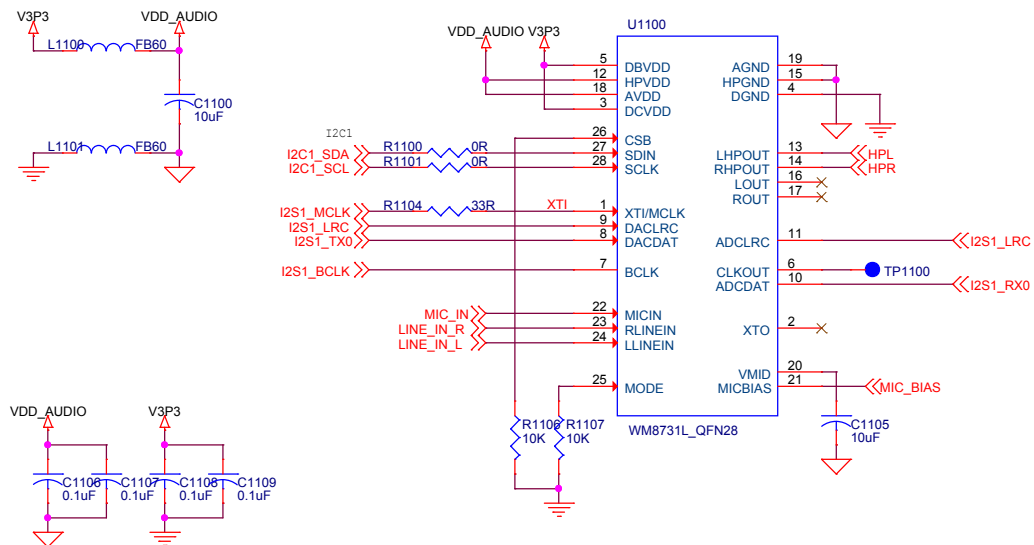 V3P3
VDD_AUDIO
L1100
FB60
C1100
10uF
L1101
FB60
VDD_AUDIO
V3P3
U1100
5
DBVDD
12
HPVDD
18
AVDD
3
DCVDD
AGND
19
HPGND
15
DGND
4
I2C1
I2C1_SDA
R1100
0R
I2C1_SCL
R1101
0R
26
CSB
27
SDIN
28
SCLK
LHPOUT
13
HPL
RHPOUT
14
HPR
LOUT
16
ROUT
17
I2S1_MCLK
R1104
33R
XTI
1
XTI/MCLK
I2S1_LRC
9
DACLRC
I2S1_TX0
8
DACDAT
I2S1_BCLK
7
BCLK
ADCLRC
11
I2S1_LRC
CLKOUT
6
TP1100
ADCDAT
10
I2S1_RX0
MIC_IN
22
MICIN
LINE_IN_R
23
RLINEIN
LINE_IN_L
24
LLINEIN
XTO
2
VMID
20
MICBIAS
21
MIC_BIAS
25
MODE
R1106
10K
R1107
10K
WM8731L_QFN28
C1105
10uF
VDD_AUDIO
V3P3
C1106
0.1uF
C1107
0.1uF
C1108
0.1uF
C1109
0.1uF